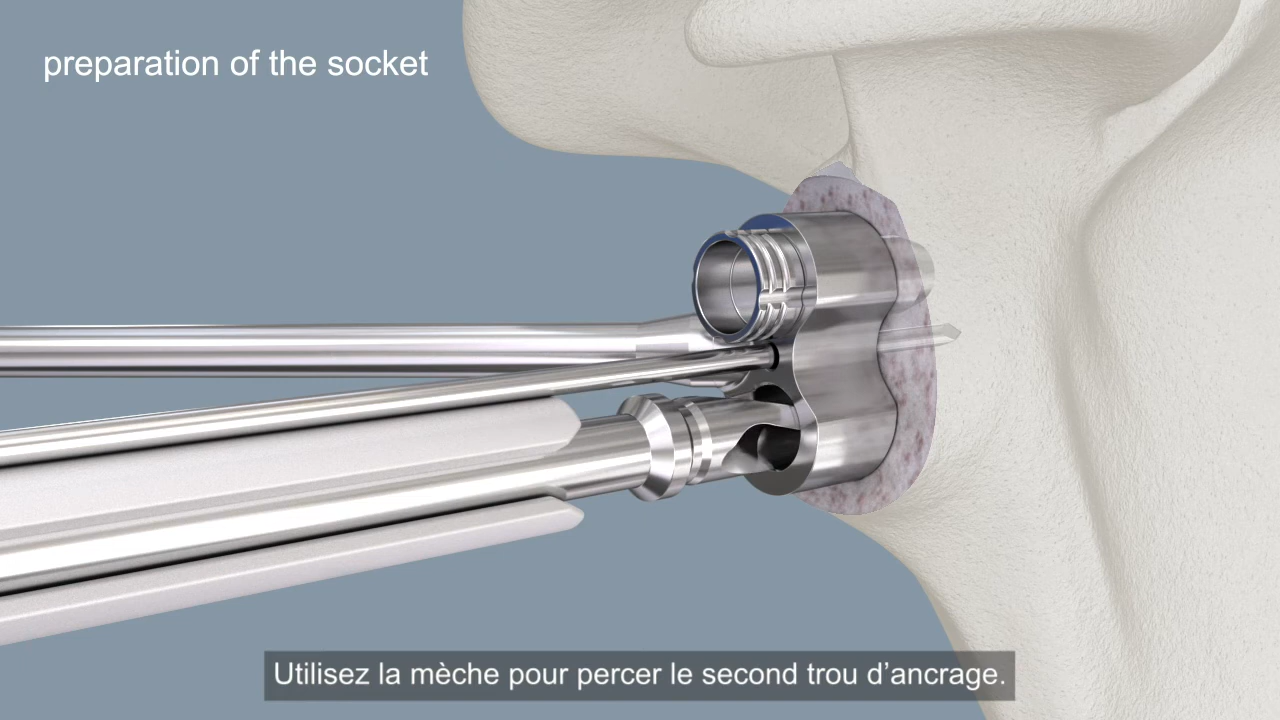 preparation of the socket
Utilisez la mèche pour percer le second trou d’ancrage.